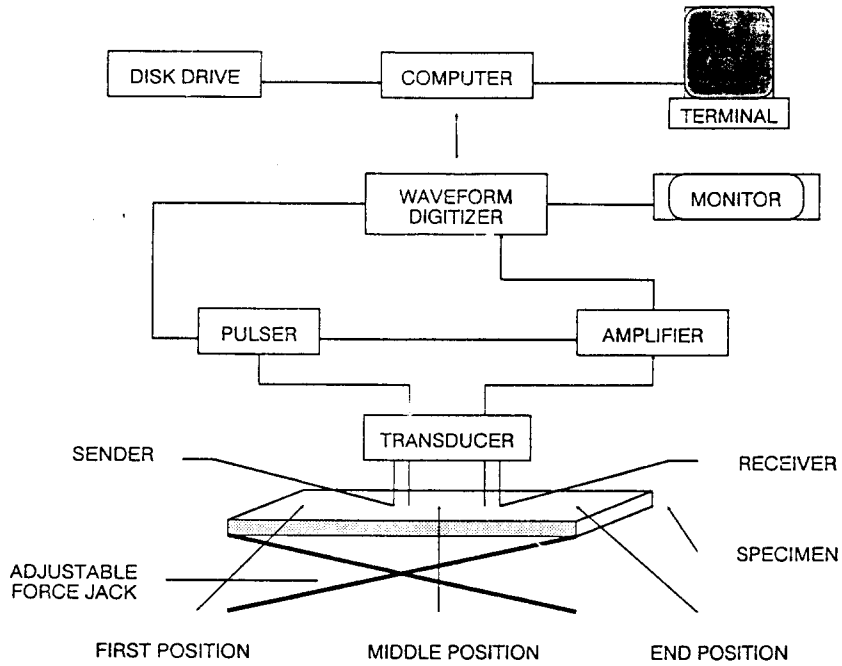 DISK DRIVE
COMPUTER
TERMINAL
WAVEFORM
DIGITIZER
MONITOR
PULSER
AMPLIFIER
TRANSDUCER
SENDER
RECEIVER
SPECIMEN
ADJUSTABLE
FORCE JACK
FIRST POSITION
MIDDLE POSITION
END POSITION